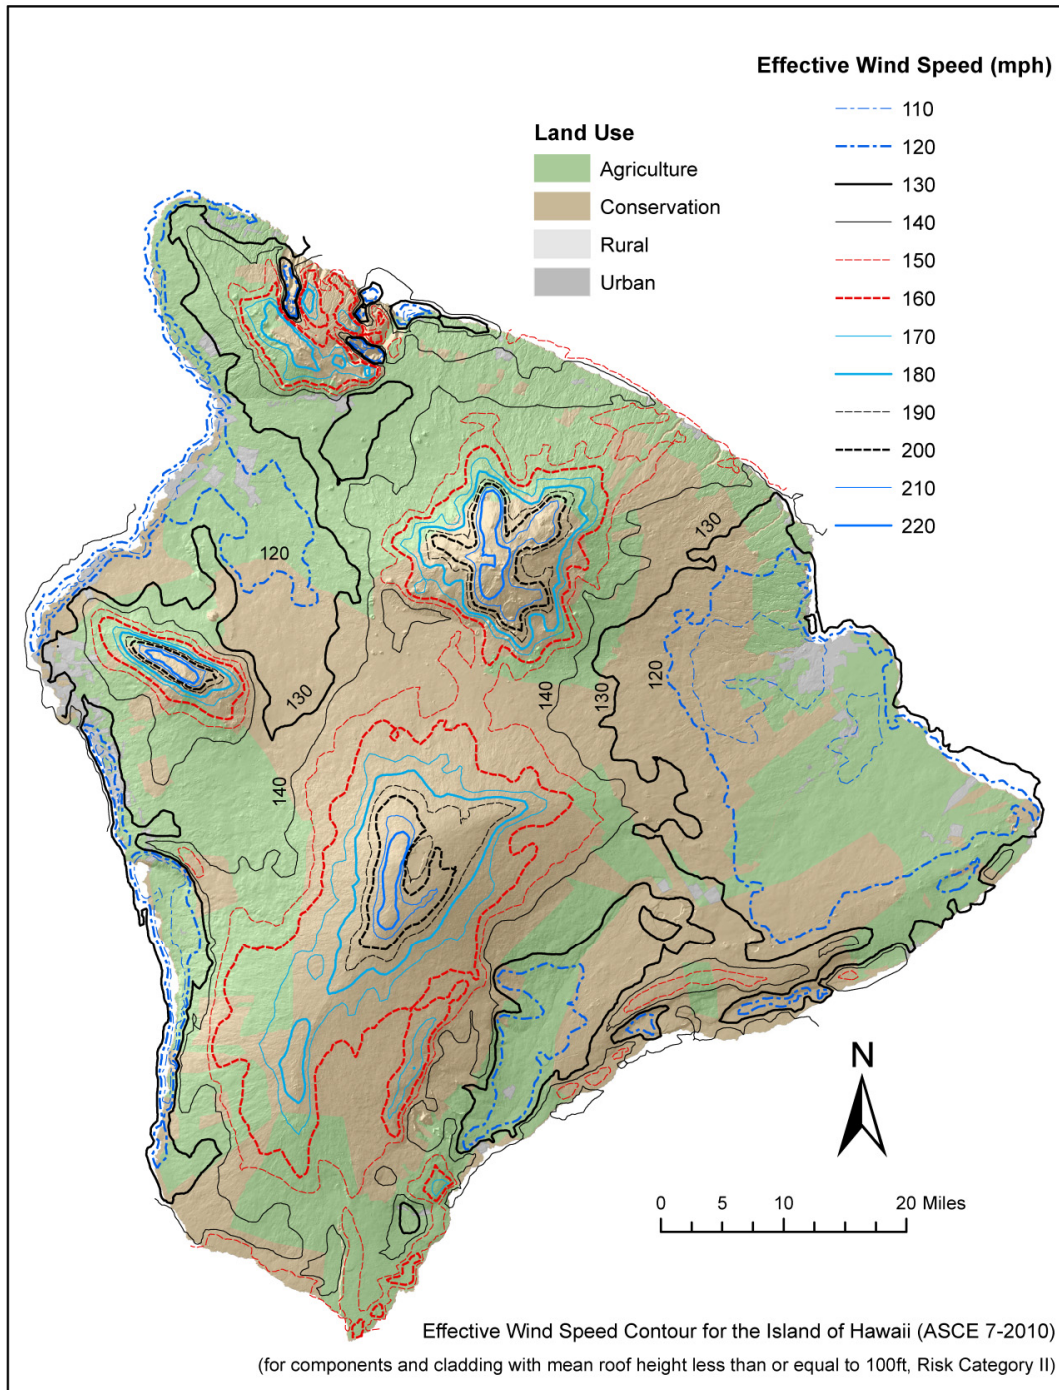 Effective Wind Speed (mph)
110
120
130
140
150
160
170
180
190
200
210
220
Land Use
Agriculture
Conservation
Rural
Urban
120
130
140
130
140
130
120
N
0 5 10 20 Miles
Effective Wind Speed Contour for the Island of Hawaii (ASCE 7-2010)
(for components and cladding with mean roof height less than or equal to 100ft, Risk Category II)